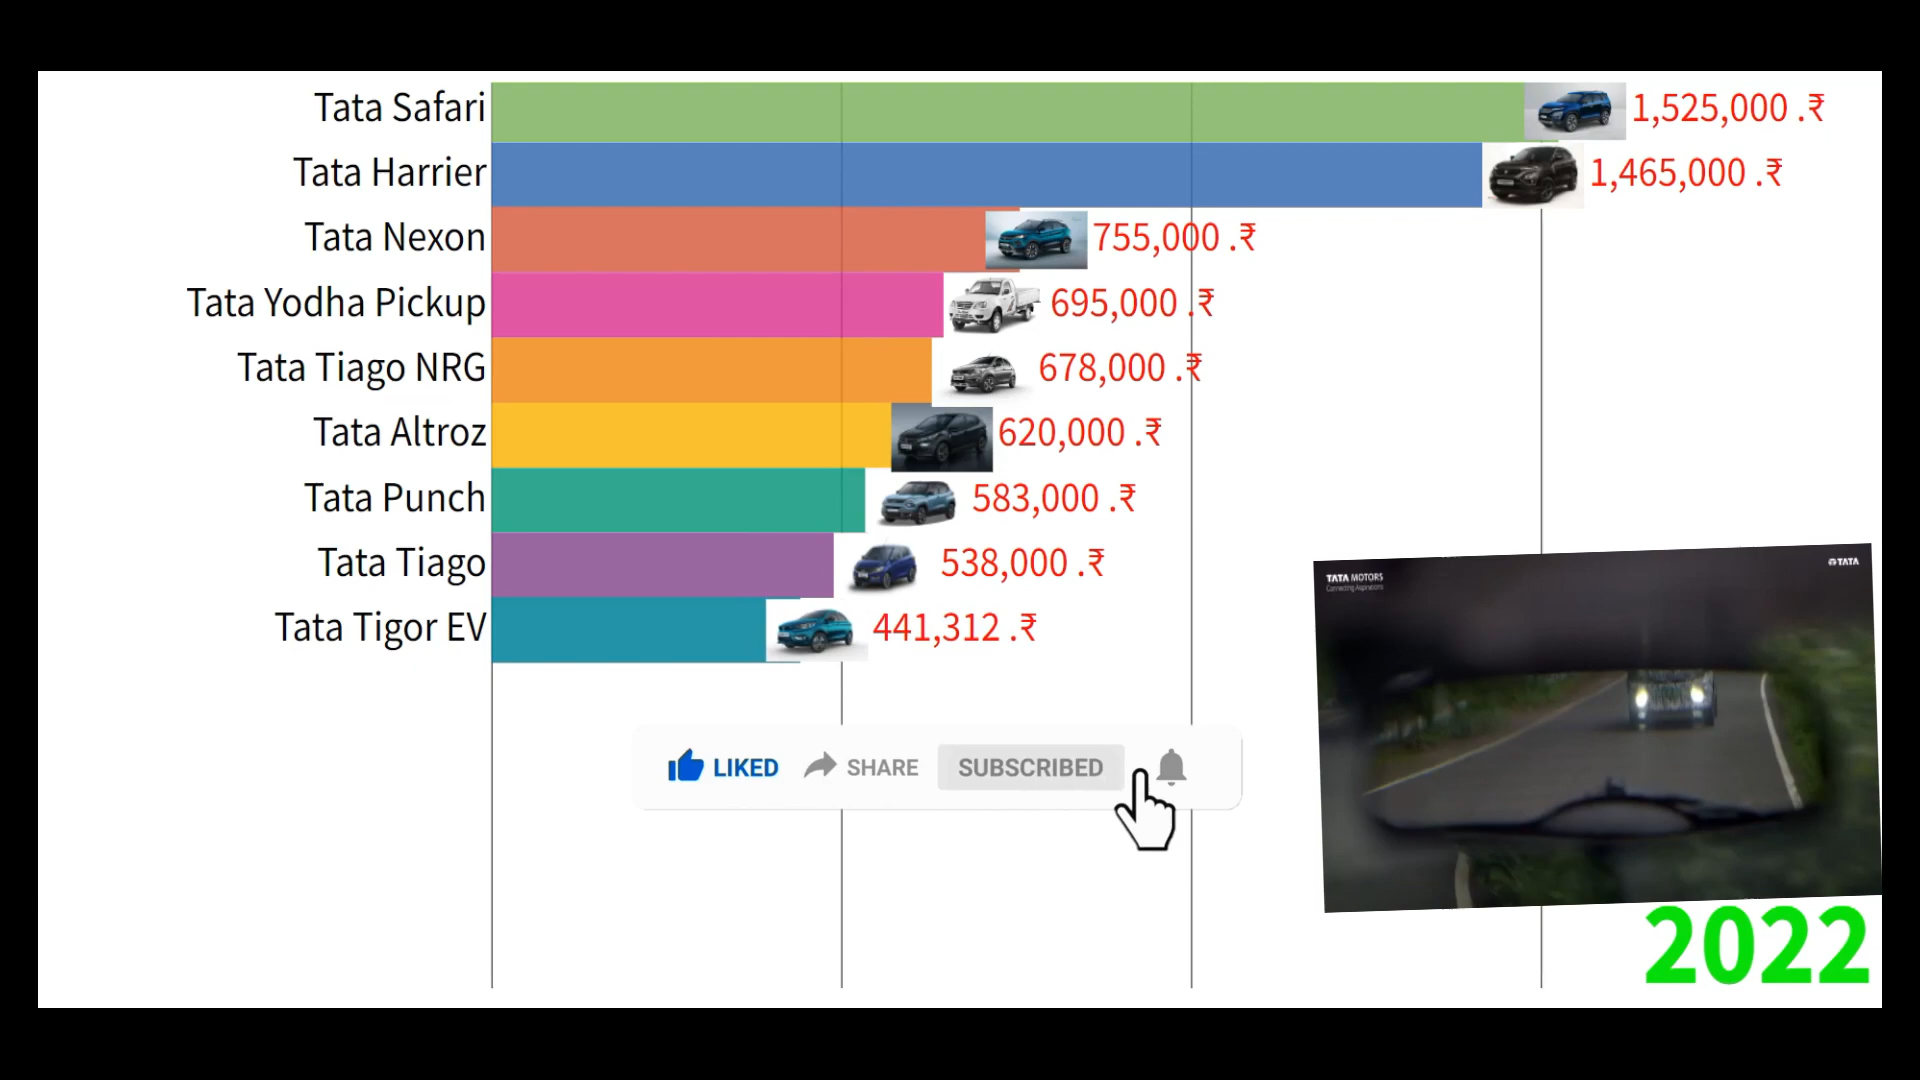 Tata Safari 1,525,000 .₹
Tata Harrier 1,465,000 .₹
Tata Nexon 755,000 .₹
Tata Yodha Pickup 695,000 .₹
Tata Tiago NRG 678,000 .₹
Tata Altroz 620,000 .₹
Tata Punch 583,000 .₹
Tata Tiago 538,000 .₹
Tata Tigor EV 441,312 .₹
TATA MOTORS
Connecting Aspirations
TATA
LIKED SHARE SUBSCRIBED
2022